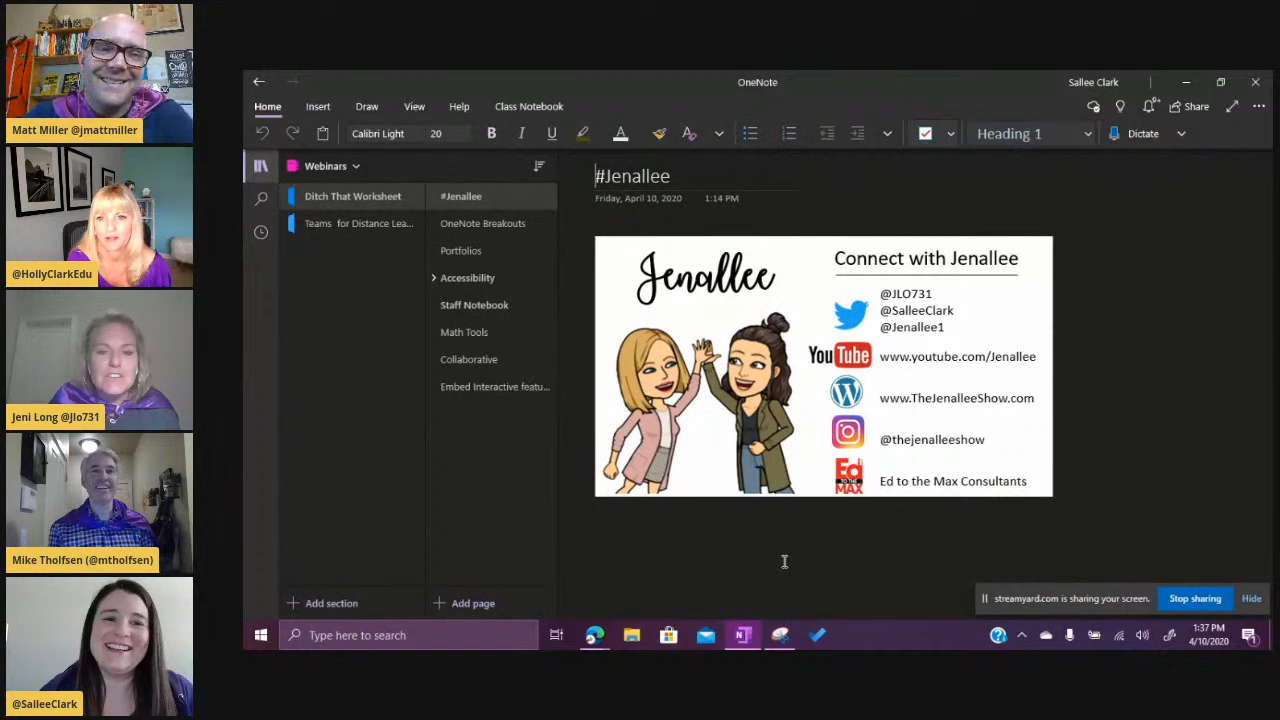 Matt Miller @jmattmiller
@HollyClarkEdu
Jeni Long @Jlo731
Mike Tholfsen (@mtholfsen)
@SalleeClark
OneNote
Sallee Clark
Home Insert Draw View Help Class Notebook
Share
Calibri Light 20 B I U A Heading 1 Dictate
Webinars
Ditch That Worksheet
Teams for Distance Lea...
#Jenallee
OneNote Breakouts
Portfolios
Accessibility
Staff Notebook
Math Tools
Collaborative
Embed Interactive featu...
Add section
Add page
#Jenallee
Friday, April 10, 2020 1:14 PM
Jenallee
Connect with Jenallee
@JLO731
@SalleeClark
@Jenallee1
YouTube www.youtube.com/Jenallee
www.TheJenalleeShow.com
@thejenalleeshow
Ed TO THE MAX Ed to the Max Consultants
streamyard.com is sharing your screen. Stop sharing Hide
Type here to search
1:37 PM
4/10/2020